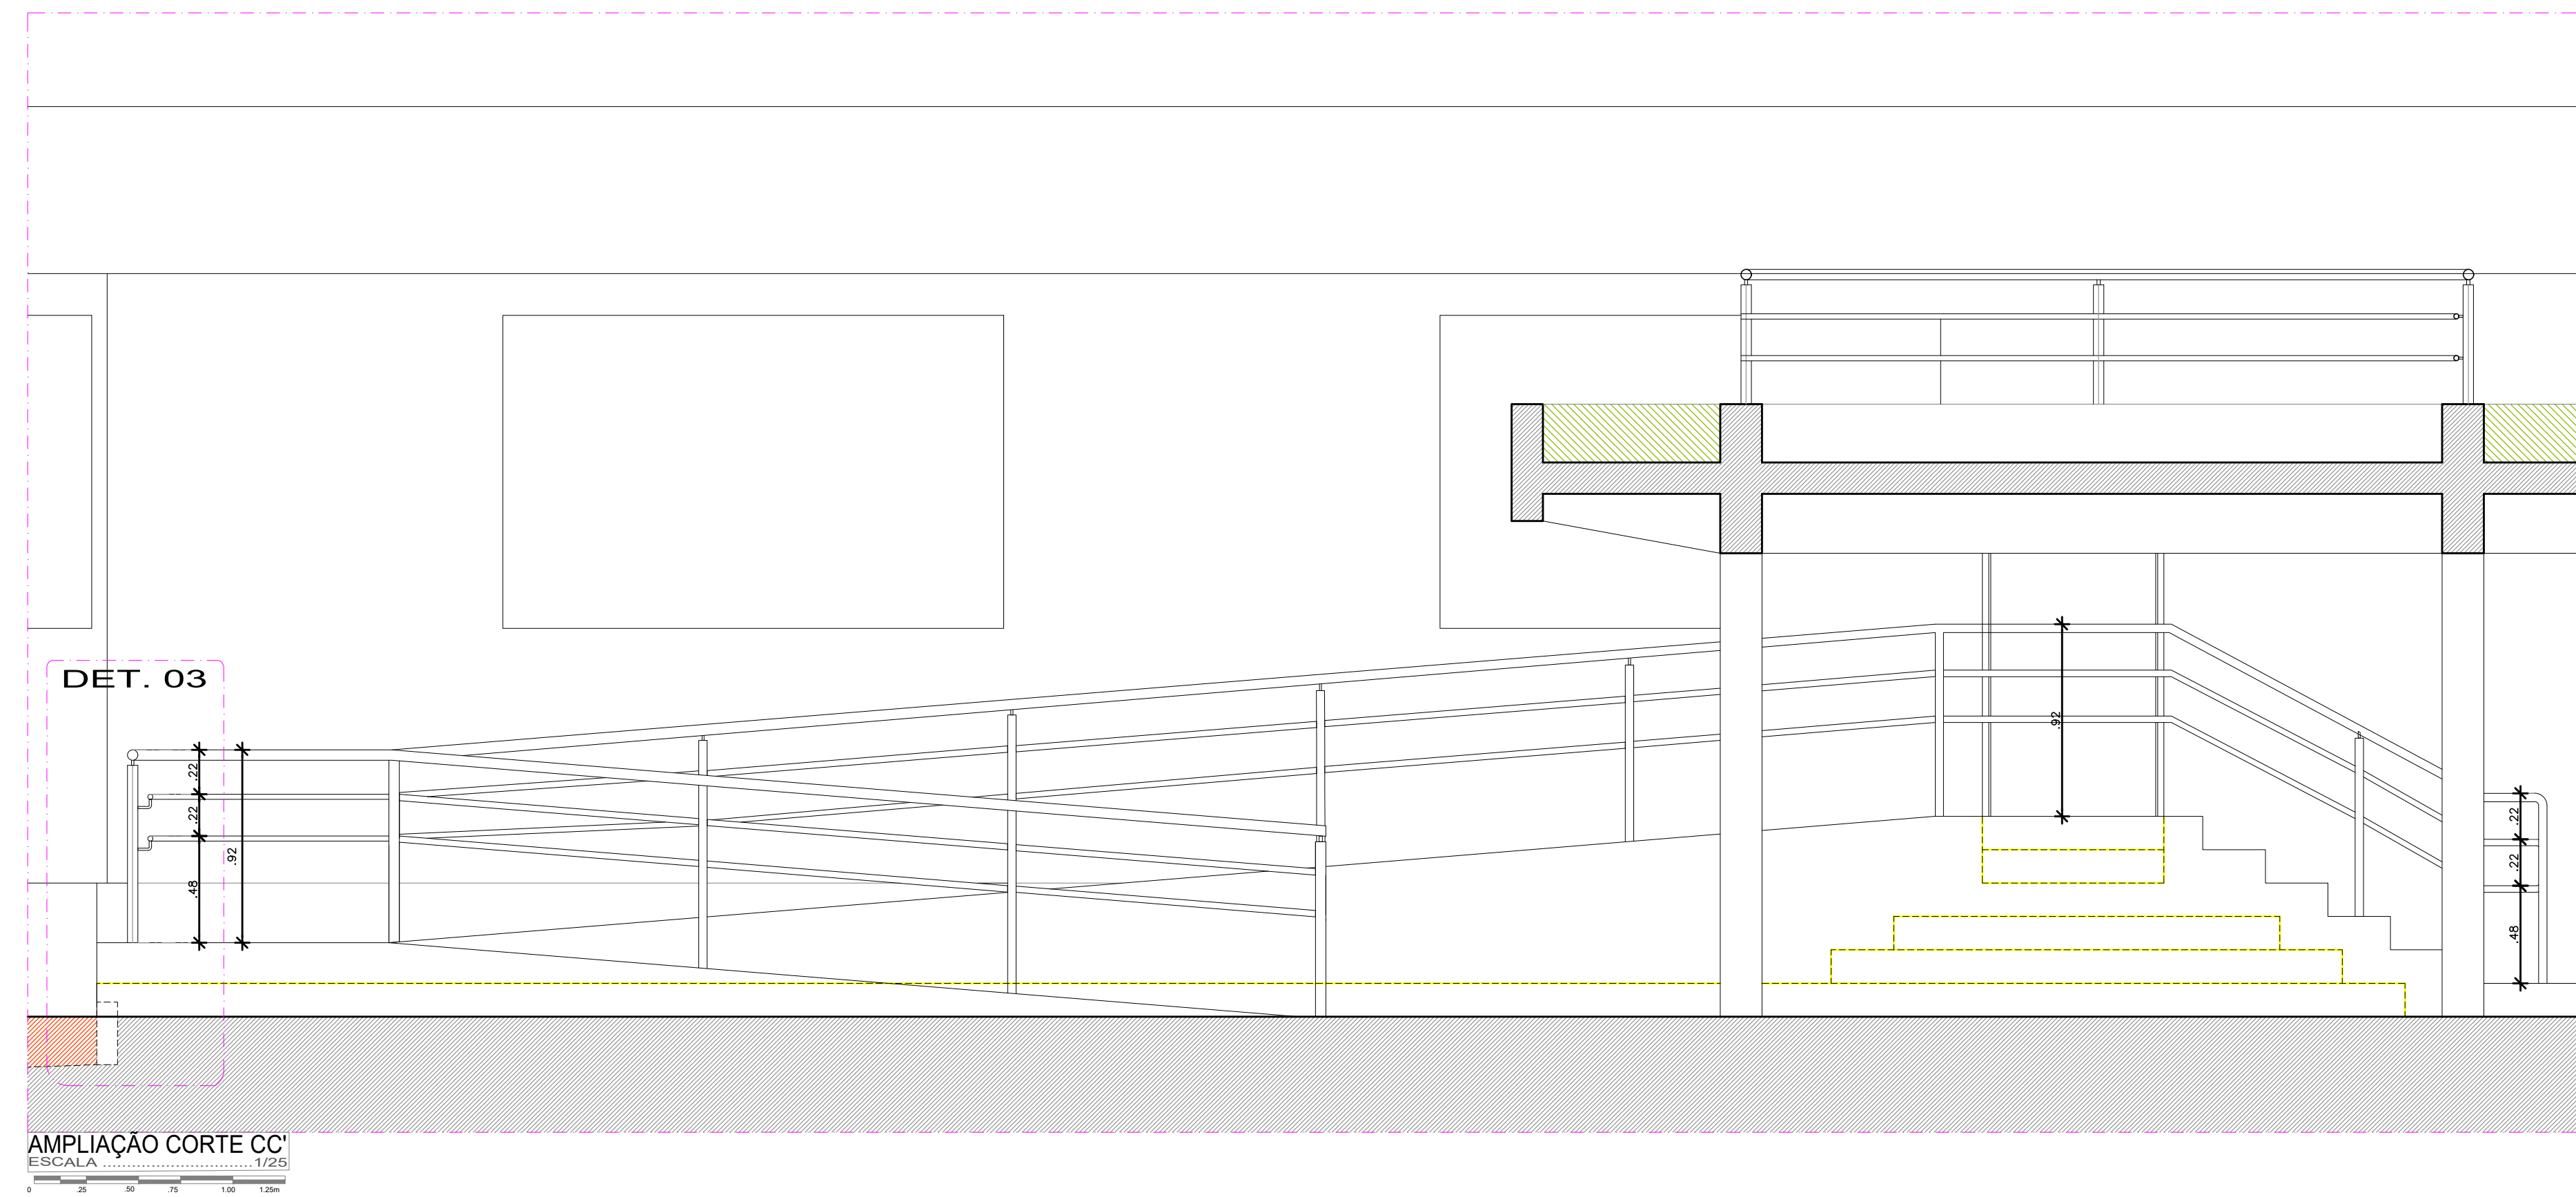 DET. 03
.92
.22
.22
.22
.92
.22
.48
.48
AMPLIAÇÃO CORTE CC'
ESCALA ..............................1/25
0 .25 .50 .75 1.00 1.25m